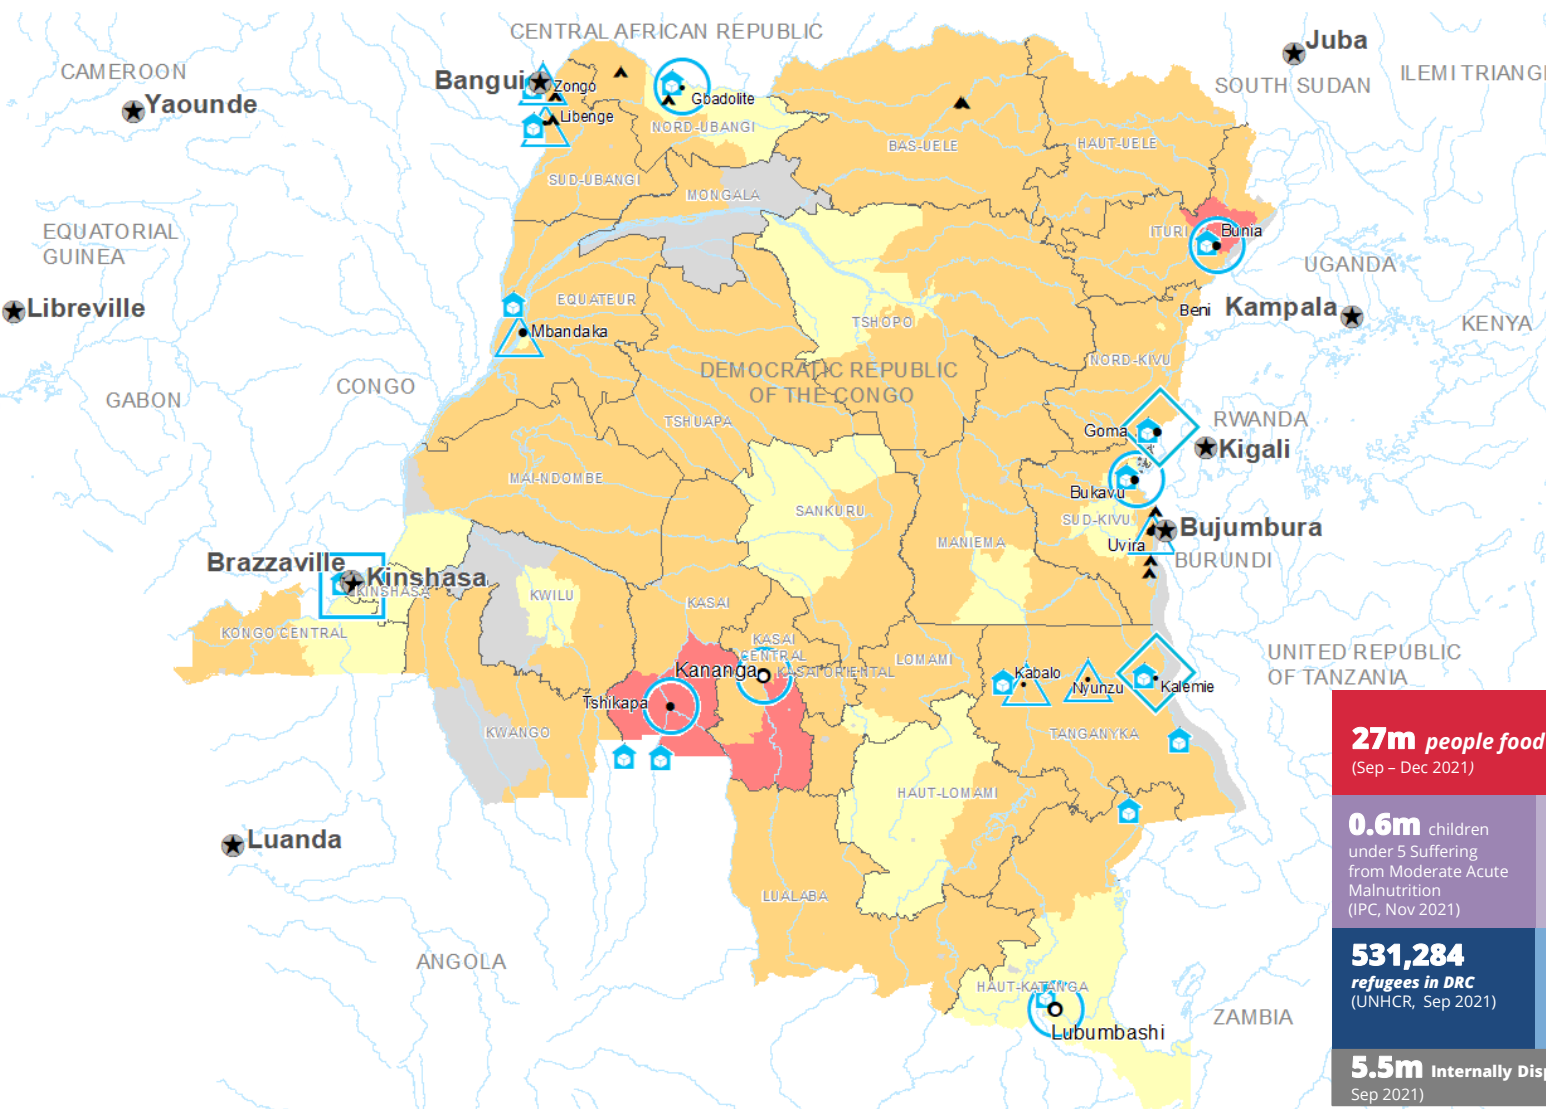 CENTRAL AFRICAN REPUBLIC
Juba
CAMEROON
ILEMI TRIANGL
SOUTH SUDAN
Bangui
Zongo
Gbadolite
Yaounde
Libenge
NORD-UBANGI
BAS-UELE
HAUT-UELE
SUD-UBANGI
MONGALA
EQUATORIAL
GUINEA
ITURI
Bunia
UGANDA
Libreville
EQUATEUR
Beni
Kampala
KENYA
TSHOPO
Mbandaka
NORD-KIVU
DEMOCRATIC REPUBLIC
OF THE CONGO
CONGO
GABON
TSHUAPA
RWANDA
Goma
Kigali
MAI-NDOMBE
Bukavu
SANKURU
SUD-KIVU
Bujumbura
MANIEMA
Uvira
BURUNDI
Brazzaville
Kinshasa
KINSHASA
KWILU
KASAI
KONGO CENTRAL
KASAI
CENTRAL
KASAI ORIENTAL
LOMAMI
Kananga
UNITED REPUBLIC
OF TANZANIA
Kabalo
Nyunzu
Kalemie
Tshikapa
KWANGO
TANGANYKA
HAUT-LOMAMI
Luanda
LUALABA
ANGOLA
HAUT-KATANGA
ZAMBIA
Lubumbashi
27m people food
(Sep – Dec 2021)
0.6m children
under 5 Suffering
from Moderate Acute
Malnutrition
(IPC, Nov 2021)
531,284
refugees in DRC
(UNHCR, Sep 2021)
5.5m Internally Disp
Sep 2021)